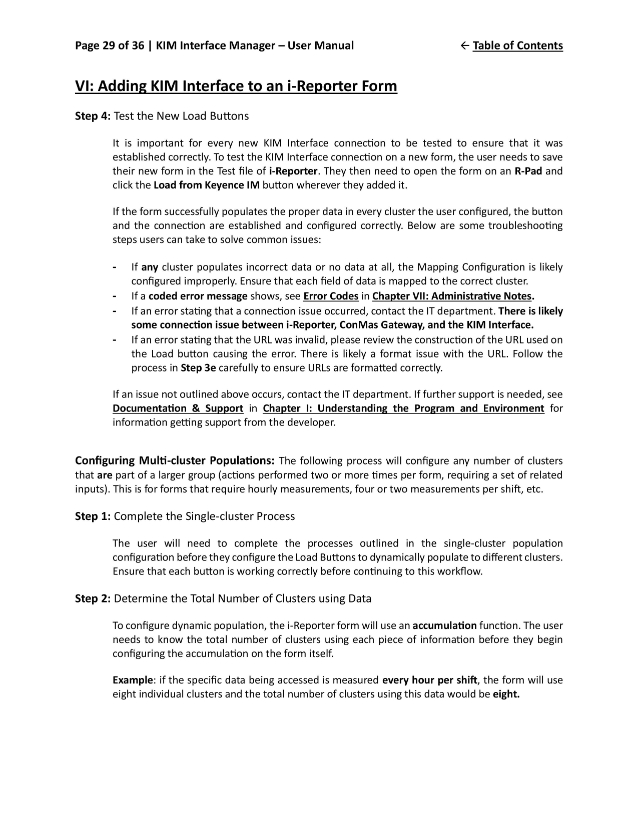 Page 29 of 36 | KIM Interface Manager – User Manual
← Table of Contents
VI: Adding KIM Interface to an i-Reporter Form
Step 4: Test the New Load Buttons
It is important for every new KIM Interface connection to be tested to ensure that it was
established correctly. To test the KIM Interface connection on a new form, the user needs to save
their new form in the Test file of i-Reporter. They then need to open the form on an R-Pad and
click the Load from Keyence IM button wherever they added it.
If the form successfully populates the proper data in every cluster the user configured, the button
and the connection are established and configured correctly. Below are some troubleshooting
steps users can take to solve common issues:
- If any cluster populates incorrect data or no data at all, the Mapping Configuration is likely
configured improperly. Ensure that each field of data is mapped to the correct cluster.
- If a coded error message shows, see Error Codes in Chapter VII: Administrative Notes.
- If an error stating that a connection issue occurred, contact the IT department. There is likely
some connection issue between i-Reporter, ConMas Gateway, and the KIM Interface.
- If an error stating that the URL was invalid, please review the construction of the URL used on
the Load button causing the error. There is likely a format issue with the URL. Follow the
process in Step 3e carefully to ensure URLs are formatted correctly.
If an issue not outlined above occurs, contact the IT department. If further support is needed, see
Documentation & Support in Chapter I: Understanding the Program and Environment for
information getting support from the developer.
Configuring Multi-cluster Populations: The following process will configure any number of clusters
that are part of a larger group (actions performed two or more times per form, requiring a set of related
inputs). This is for forms that require hourly measurements, four or two measurements per shift, etc.
Step 1: Complete the Single-cluster Process
The user will need to complete the processes outlined in the single-cluster population
configuration before they configure the Load Buttons to dynamically populate to different clusters.
Ensure that each button is working correctly before continuing to this workflow.
Step 2: Determine the Total Number of Clusters using Data
To configure dynamic population, the i-Reporter form will use an accumulation function. The user
needs to know the total number of clusters using each piece of information before they begin
configuring the accumulation on the form itself.
Example: if the specific data being accessed is measured every hour per shift, the form will use
eight individual clusters and the total number of clusters using this data would be eight.